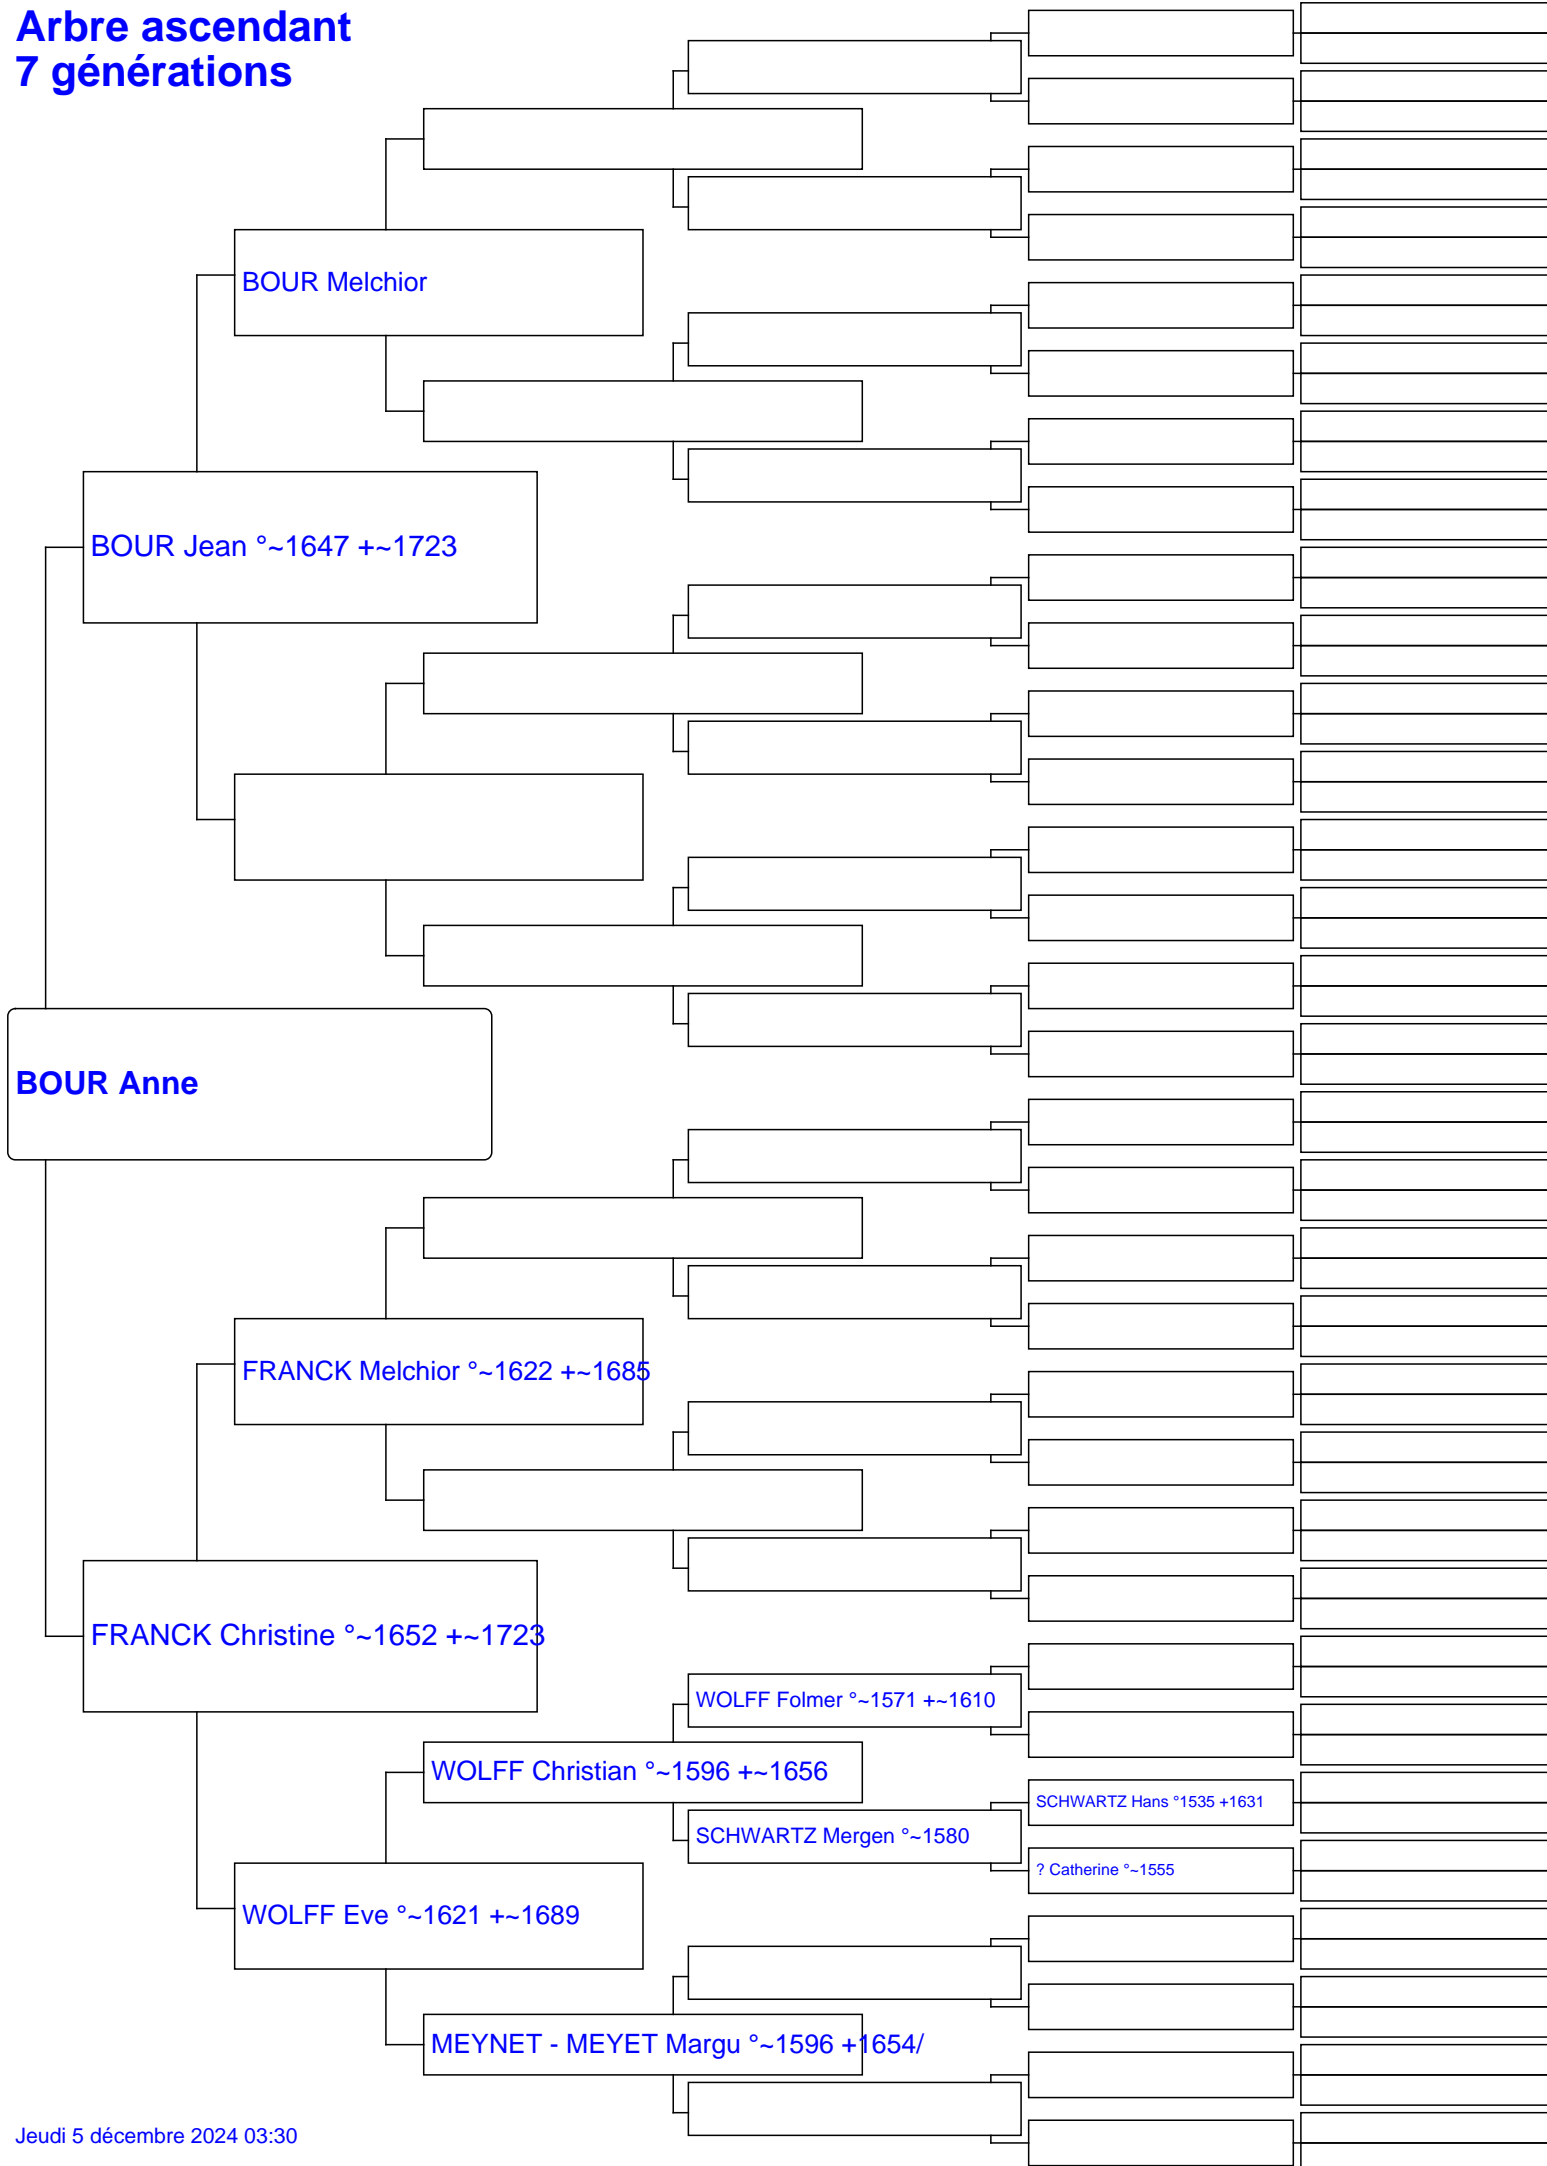 Arbre ascendant
7 générations
BOUR Melchior
BOUR Jean °~1647 +~1723
BOUR Anne
FRANCK Melchior °~1622 +~1685
FRANCK Christine °~1652 +~1723
WOLFF Folmer °~1571 +~1610
WOLFF Christian °~1596 +~1656
SCHWARTZ Hans °1535 +1631
SCHWARTZ Mergen °~1580
? Catherine °~1555
WOLFF Eve °~1621 +~1689
MEYNET - MEYET Margu °~1596 +1654/
Jeudi 5 décembre 2024 03:30